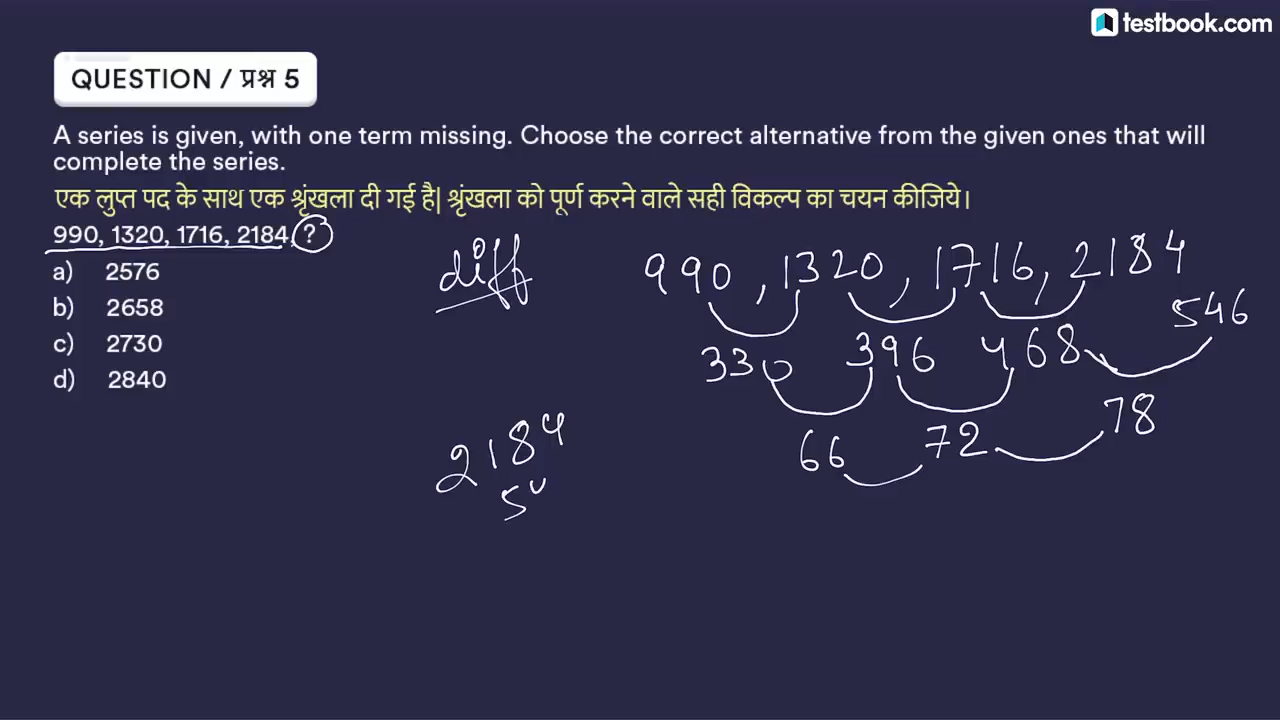 testbook.com
QUESTION / प्रश्न 5
A series is given, with one term missing. Choose the correct alternative from the given ones that will
complete the series.
एक लुप्त पद के साथ एक श्रृंखला दी गई है| श्रृंखला को पूर्ण करने वाले सही विकल्प का चयन कीजिये।
990, 1320, 1716, 2184, ?
a) 2576
b) 2658
c) 2730
d) 2840
diff
990, 1320, 1716, 2184
330 396 468 546
66 72 78
2184